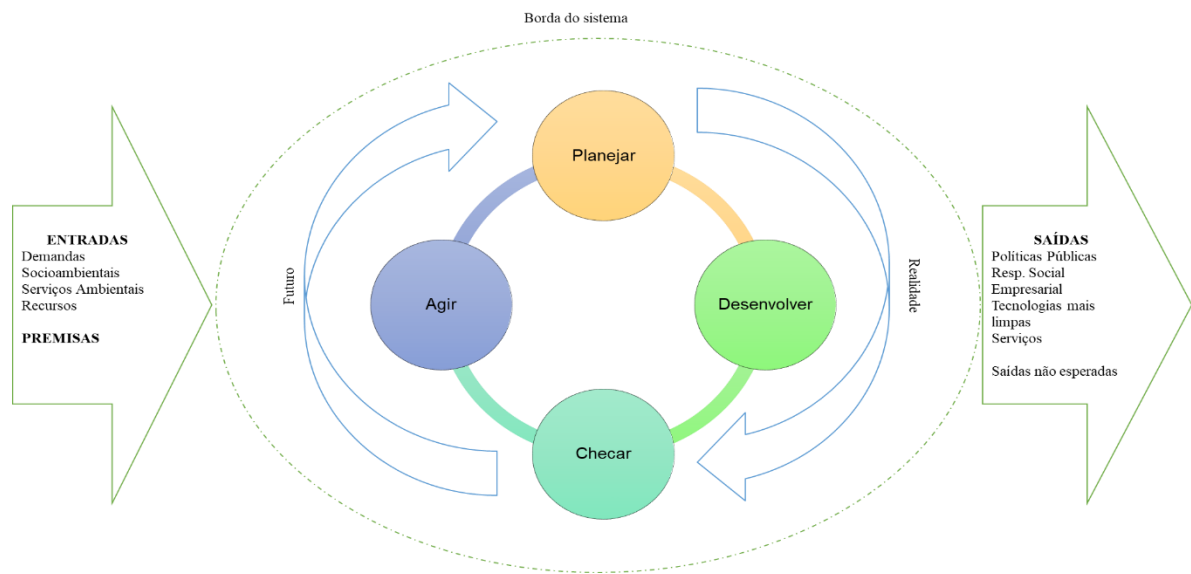 Borda do sistema
ENTRADAS
Demandas
Socioambientais
Serviços Ambientais
Recursos
PREMISAS
Futuro
Planejar
Agir
Desenvolver
Checar
Realidade
SAÍDAS
Políticas Públicas
Resp. Social
Empresarial
Tecnologias mais
limpas
Serviços
Saídas não esperadas